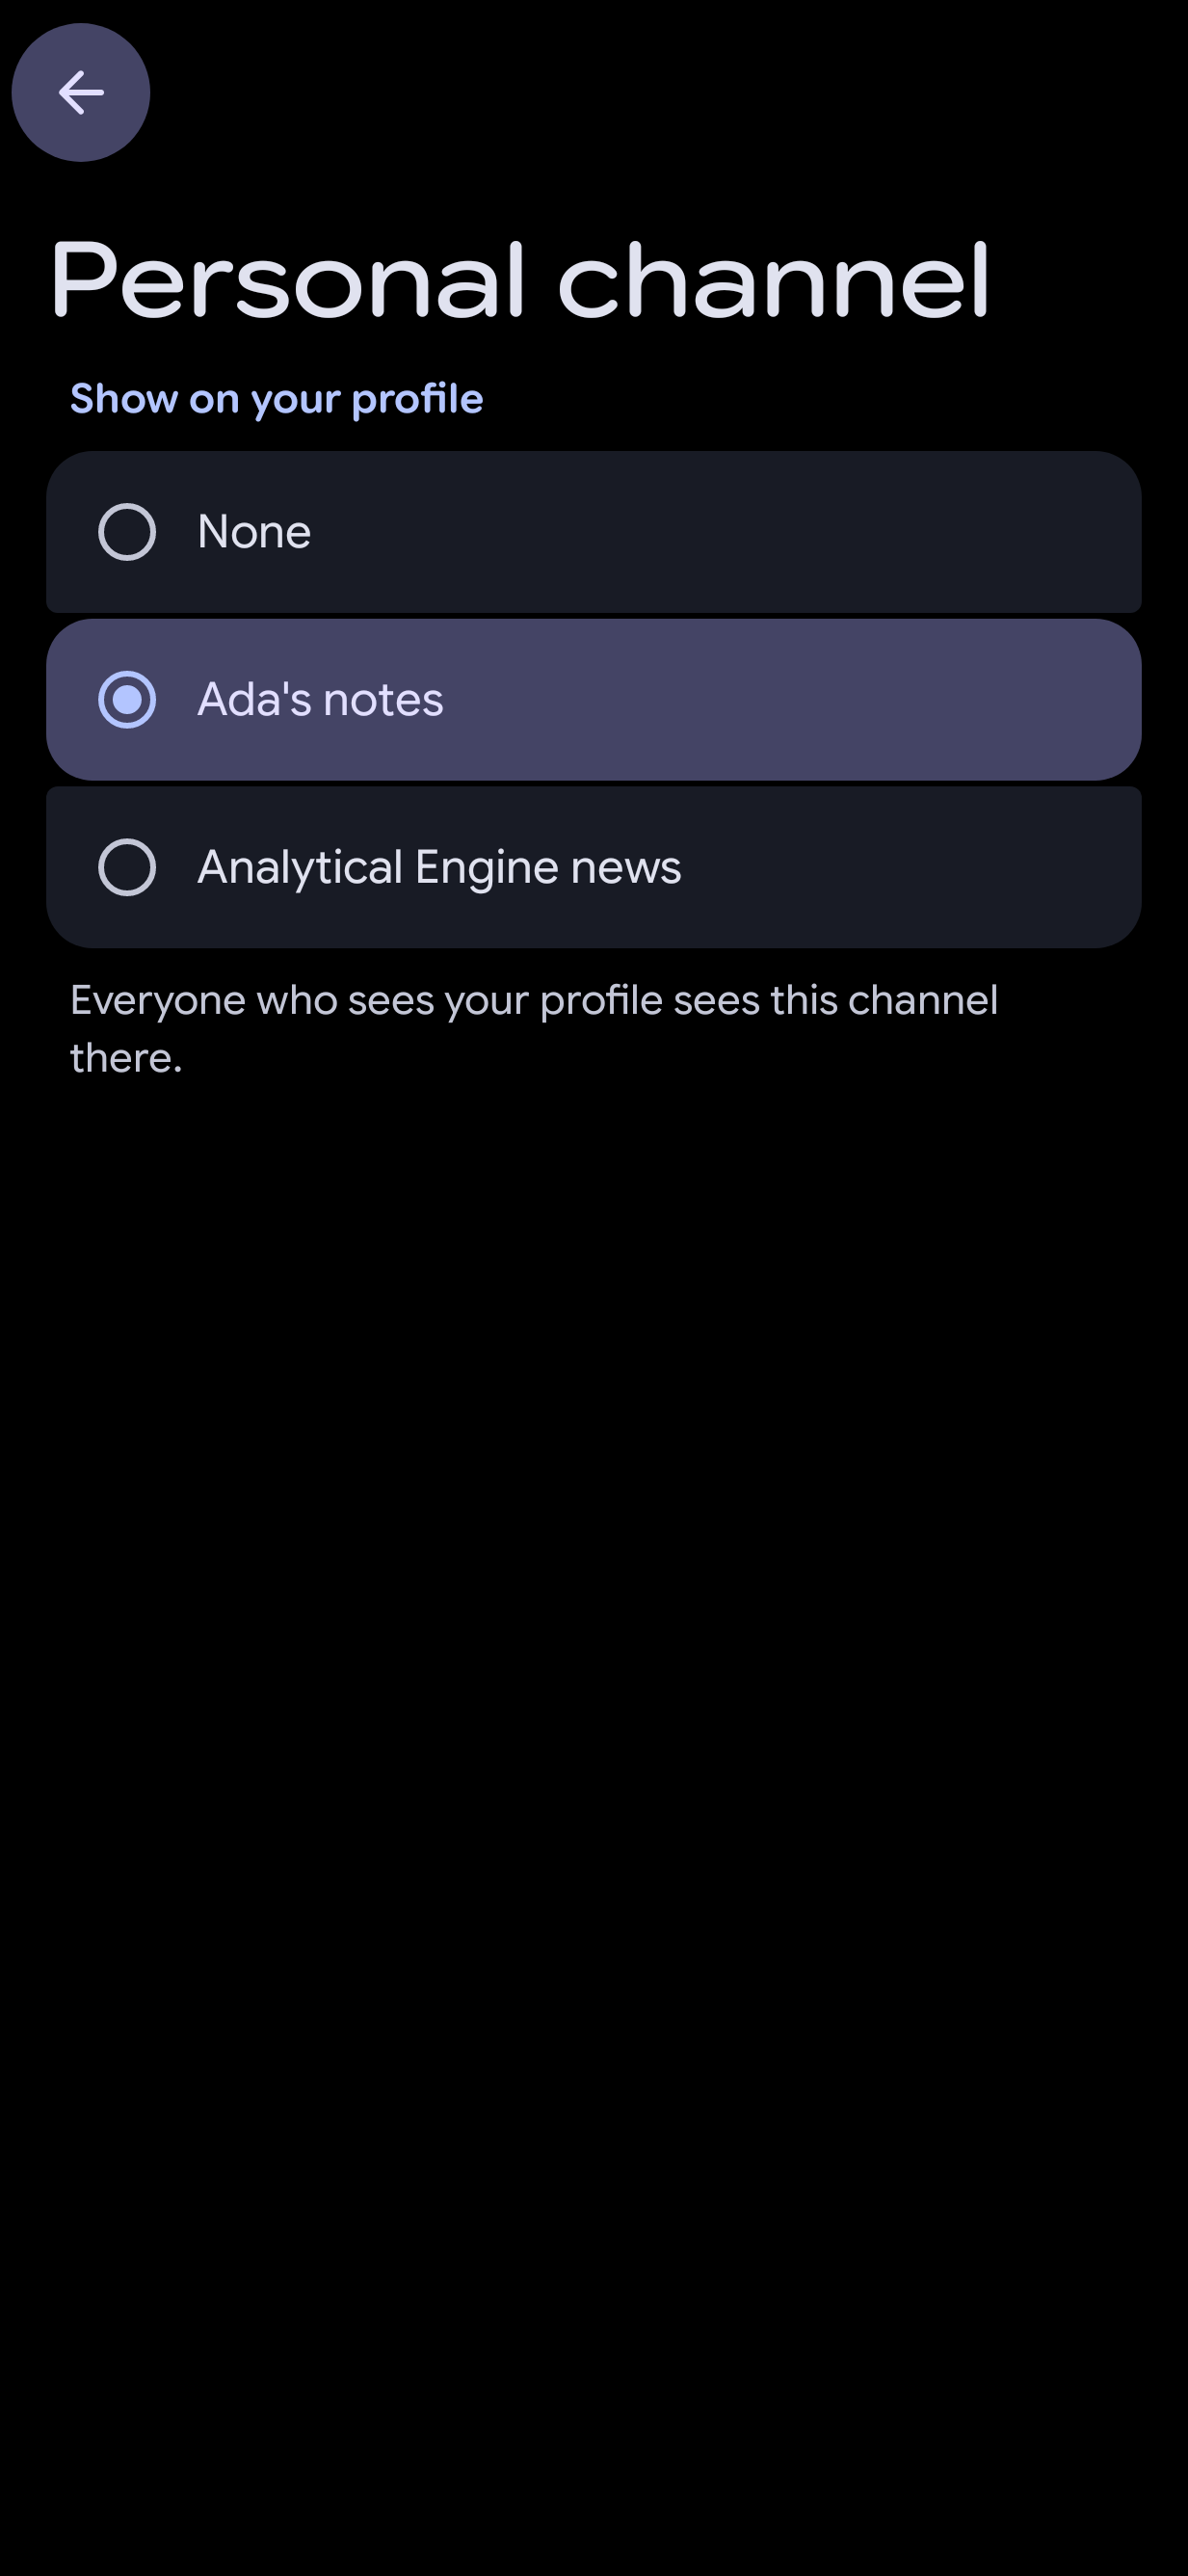 Personal channel
Show on your profile
None
Ada's notes
Analytical Engine news
Everyone who sees your profile sees this channel
there.